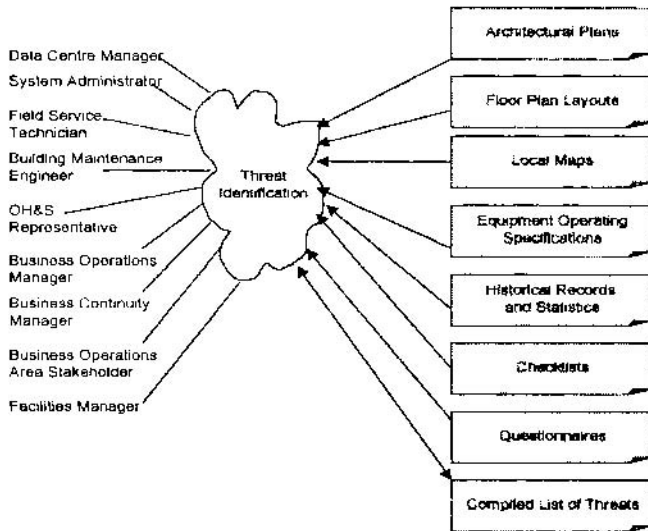 Data Centre Manager
System Administrator
Field Service
Technician
Building Maintenance
Engineer
OH&S
Representative
Business Operations
Manager
Business Continuity
Manager
Business Operations
Area Stakeholder
Facilities Manager
Threat
Identification
Architectural Plans
Floor Plan Layouts
Local Maps
Equipment Operating
Specifications
Historical Records
and Statistics
Checklists
Questionnaires
Compiled List of Threats